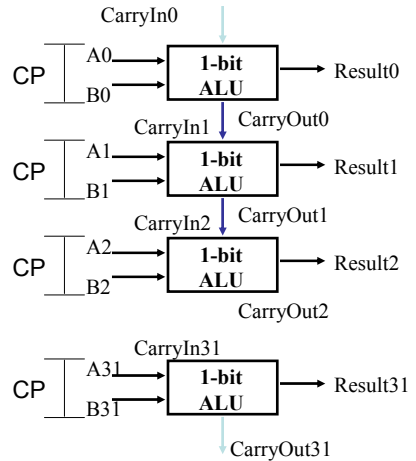 CarryIn0
A0
CP
1-bit
ALU
Result0
B0
CarryIn1
CarryOut0
A1
CP
1-bit
ALU
Result1
B1
CarryIn2
CarryOut1
A2
CP
1-bit
ALU
Result2
B2
CarryOut2
CarryIn31
A31
CP
1-bit
ALU
Result31
B31
CarryOut31